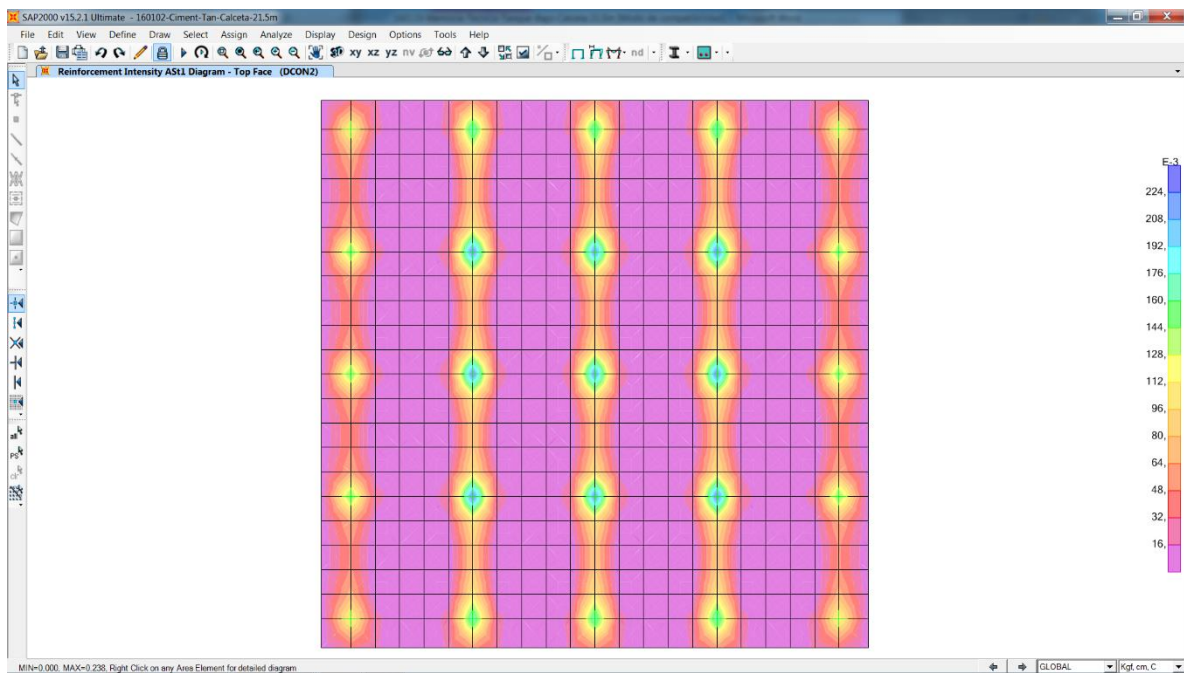 SAP2000 v15.2.1 Ultimate - 160102-Ciment-Tan-Calceta-21.5m
File Edit View Define Draw Select Assign Analyze Display Design Options Tools Help
xy xz yz nv nd
Reinforcement Intensity ASt1 Diagram - Top Face (DCON2)
E-3
224,
208,
192,
176,
160,
144,
128,
112,
96,
80,
64,
48,
32,
16,
all
PS
clr
MIN=0.000, MAX=0.238, Right Click on any Area Element for detailed diagram
GLOBAL
Kgf, cm, C